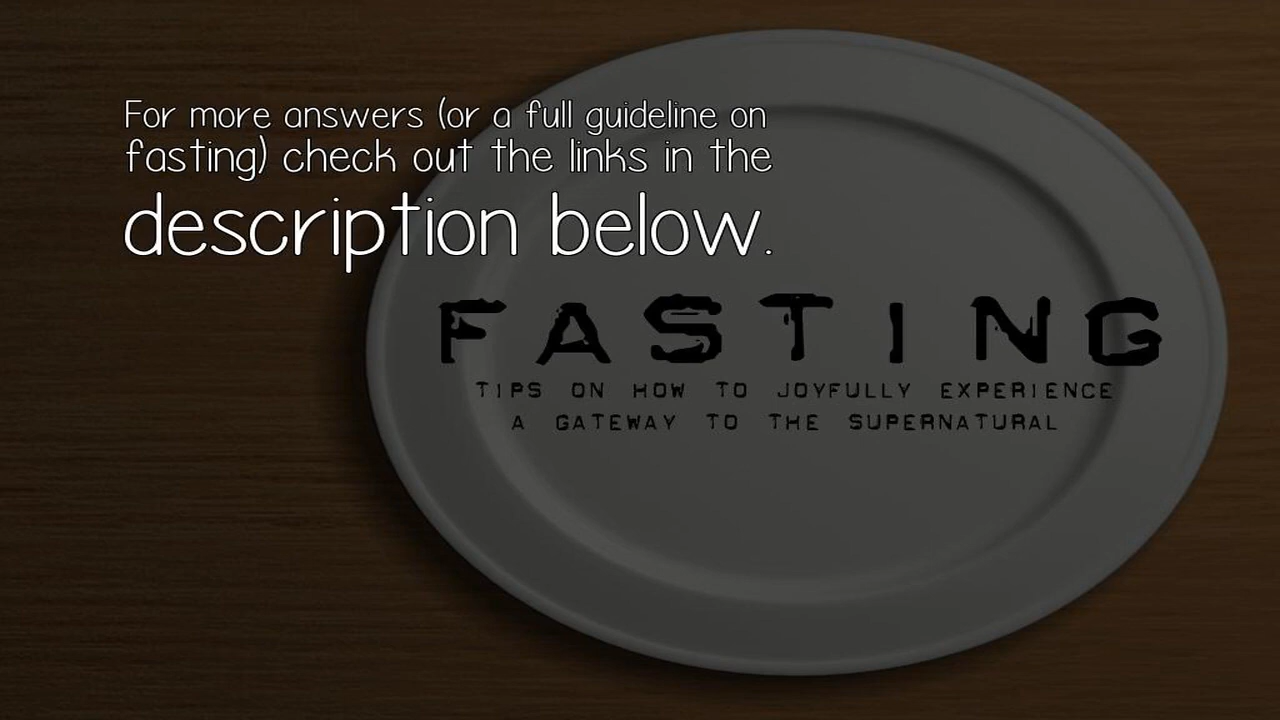 For more answers (or a full guideline on
fasting) check out the links in the
description below.
FASTING
TIPS ON HOW TO JOYFULLY EXPERIENCE
A GATEWAY TO THE SUPERNATURAL